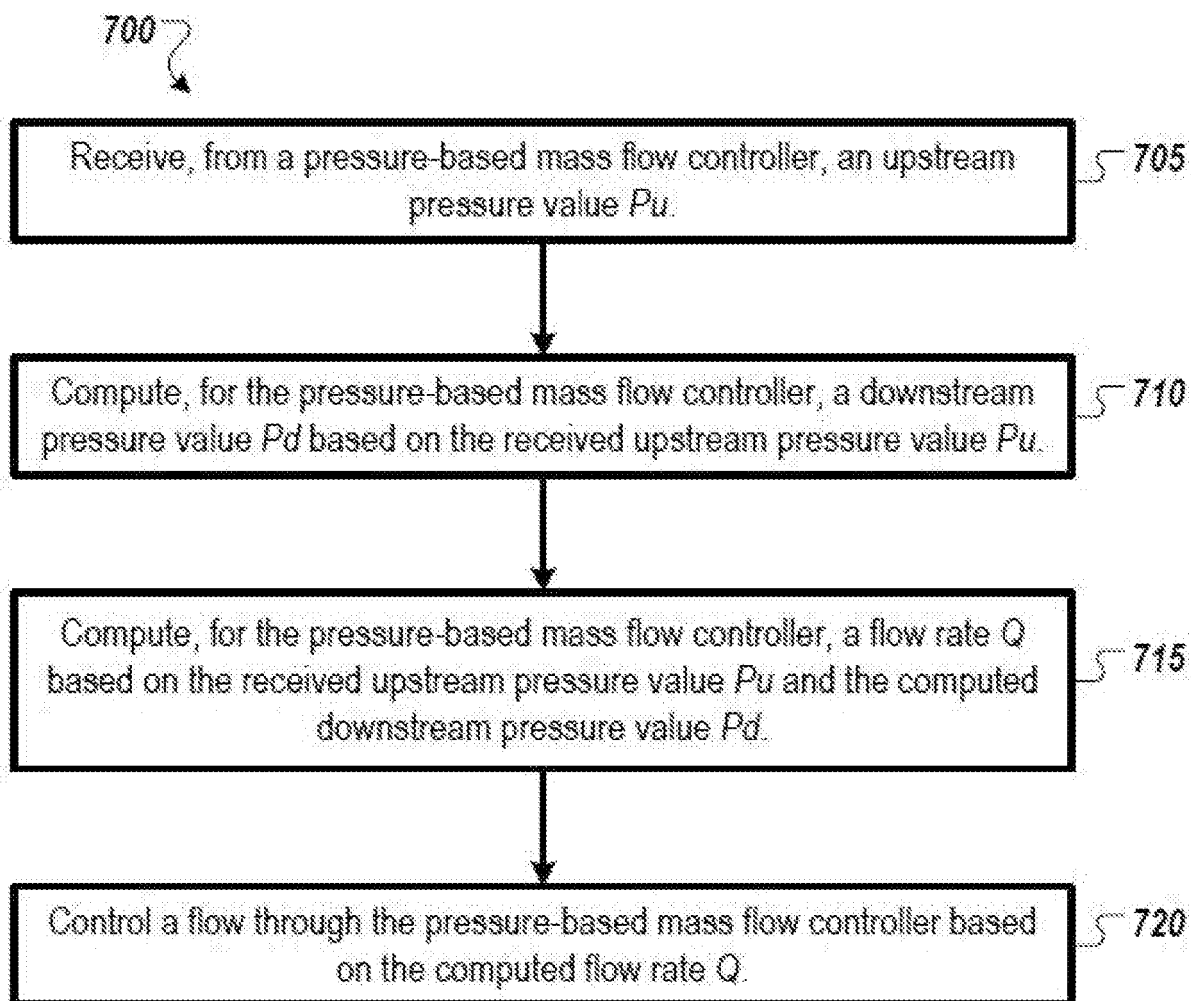 700
Receive, from a pressure-based mass flow controller, an upstream
pressure value Pu.
705
Compute, for the pressure-based mass flow controller, a downstream
pressure value Pd based on the received upstream pressure value Pu.
710
Compute, for the pressure-based mass flow controller, a flow rate Q
based on the received upstream pressure value Pu and the computed
downstream pressure value Pd.
715
Control a flow through the pressure-based mass flow controller based
on the computed flow rate Q.
720